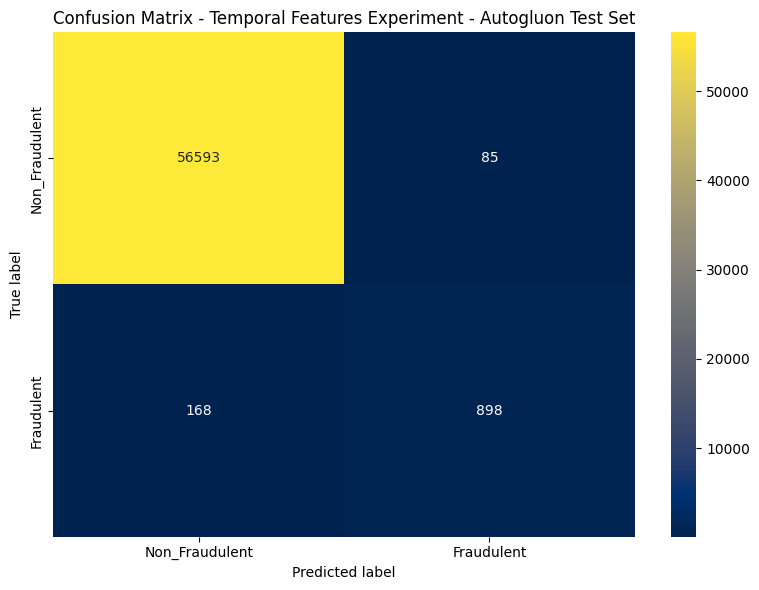 Confusion Matrix - Temporal Features Experiment - Autogluon Test Set
True label
Non_Fraudulent
56593
85
Fraudulent
168
898
Non_Fraudulent
Fraudulent
Predicted label
50000
40000
30000
20000
10000